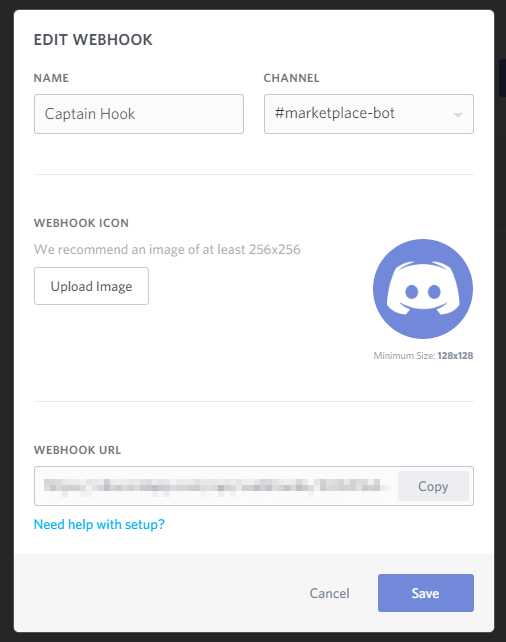 EDIT WEBHOOK
NAME
CHANNEL
Captain Hook
#marketplace-bot
WEBHOOK ICON
We recommend an image of at least 256x256
Upload Image
Minimum Size: 128x128
WEBHOOK URL
Copy
Need help with setup?
Cancel
Save